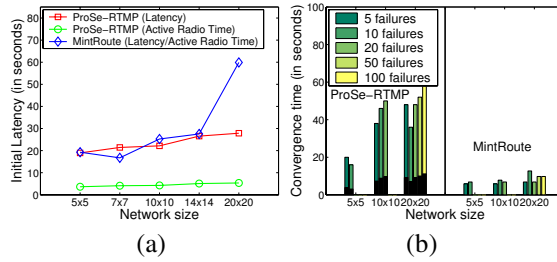 80
70
60
50
40
30
20
10
0
Initial Latency (in seconds)
ProSe−RTMP (Latency)
ProSe−RTMP (Active Radio Time)
MintRoute (Latency/Active Radio Time)
5x5 7x7 10x10 14x14 20x20
Network size
(a)
100
80
60
40
20
0
Convergence time (in seconds)
5 failures
10 failures
20 failures
50 failures
100 failures
ProSe−RTMP
MintRoute
5x5 10x10 20x20 5x5 10x10 20x20
Network size
(b)